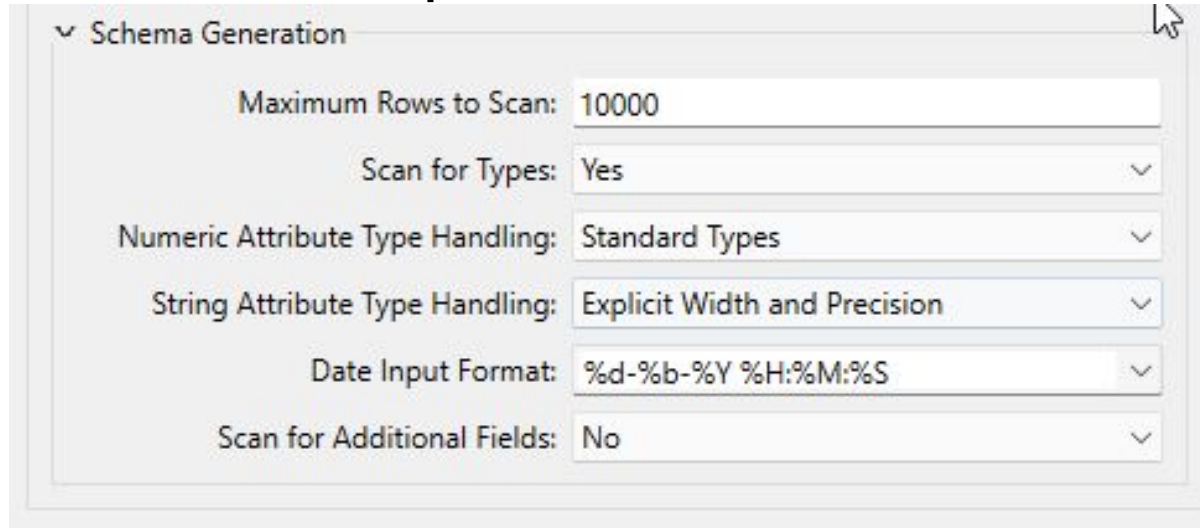 Schema Generation
Maximum Rows to Scan: 10000
Scan for Types: Yes
Numeric Attribute Type Handling: Standard Types
String Attribute Type Handling: Explicit Width and Precision
Date Input Format: %d-%b-%Y %H:%M:%S
Scan for Additional Fields: No